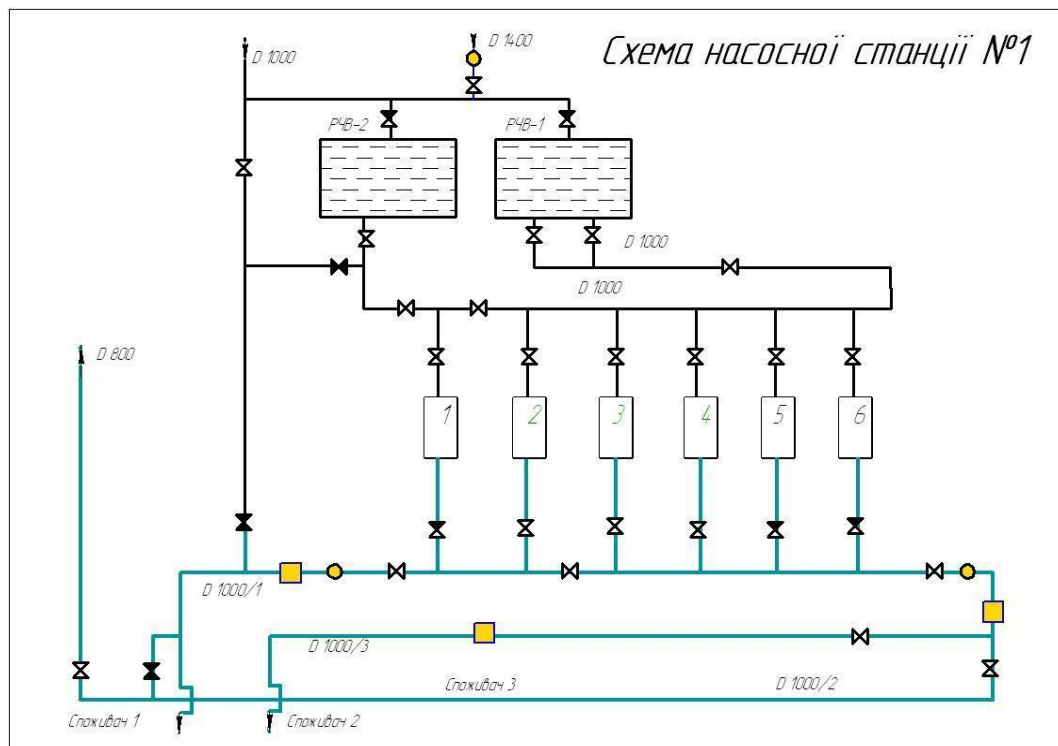 Схема насосної станції №1
D 1000
D 1400
РЧВ-2
РЧВ-1
D 1000
D 1000
D 800
1
2
3
4
5
6
D 1000/1
D 1000/3
Споживач 3
D 1000/2
Споживач 1
Споживач 2